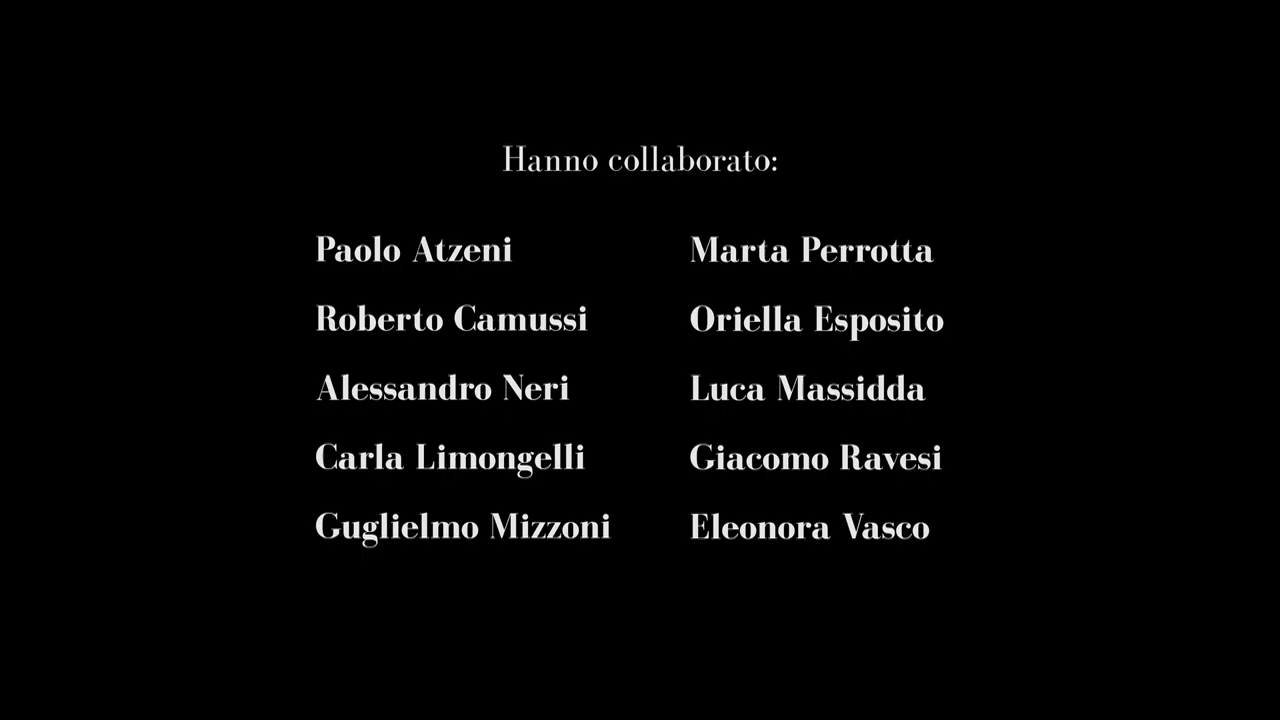 Hanno collaborato:
Paolo Atzeni
Roberto Camussi
Alessandro Neri
Carla Limongelli
Guglielmo Mizzoni
Marta Perrotta
Oriella Esposito
Luca Massidda
Giacomo Ravesi
Eleonora Vasco